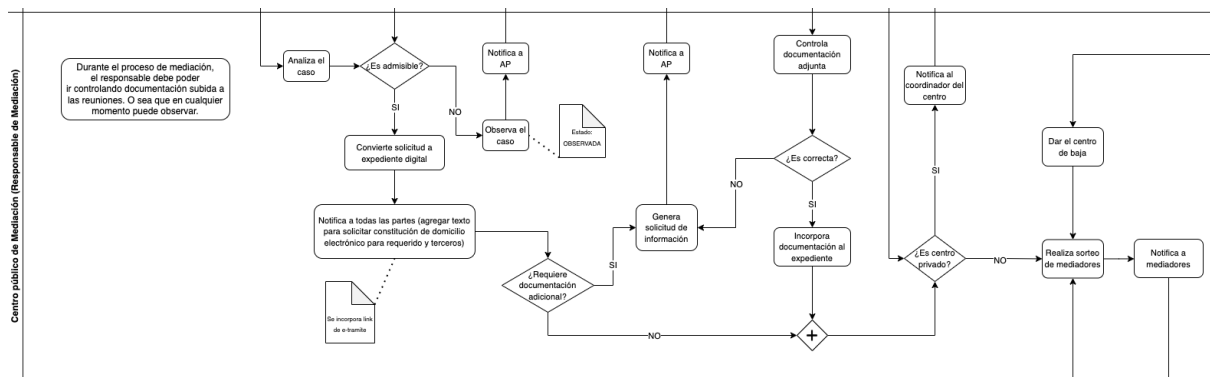 Centro público de Mediación (Responsable de Mediación)
Durante el proceso de mediación,
el responsable debe poder
ir controlando documentación subida a
las reuniones. O sea que en cualquier
momento puede observar.
Analiza el
caso
¿Es admisible?
SI
NO
Notifica a
AP
Observa el
caso
Estado:
OBSERVADA
Convierte solicitud a
expediente digital
Notifica a todas las partes (agregar texto
para solicitar constitución de domicilio
electrónico para requerido y terceros)
Se incorpora link
de e-tramite
¿Requiere
documentación
adicional?
SI
NO
Notifica a
AP
Genera
solicitud de
información
Controla
documentación
adjunta
¿Es correcta?
NO
SI
Incorpora
documentación al
expediente
Notifica al
coordinador del
centro
SI
¿Es centro
privado?
NO
Dar el centro
de baja
Realiza sorteo
de mediadores
Notifica a
mediadores